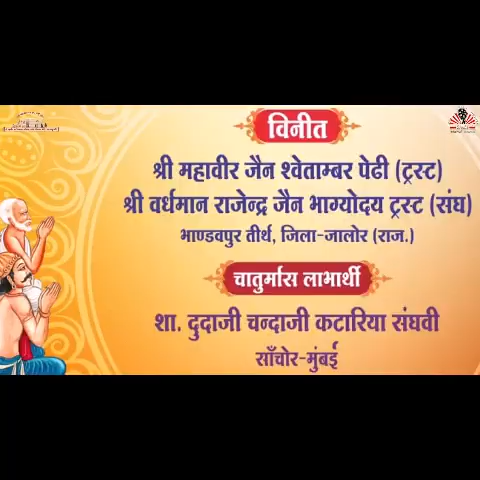 विनीत
श्री महावीर जैन श्वेताम्बर पेढी (ट्रस्ट)
श्री वर्धमान राजेन्द्र जैन भाग्योदय ट्रस्ट (संघ)
भाण्डवपुर तीर्थ, जिला-जालोर (राज.)
चातुर्मास लाभार्थी
शा. दुदाजी चन्दाजी कटारिया संघवी
साँचोर-मुंबई